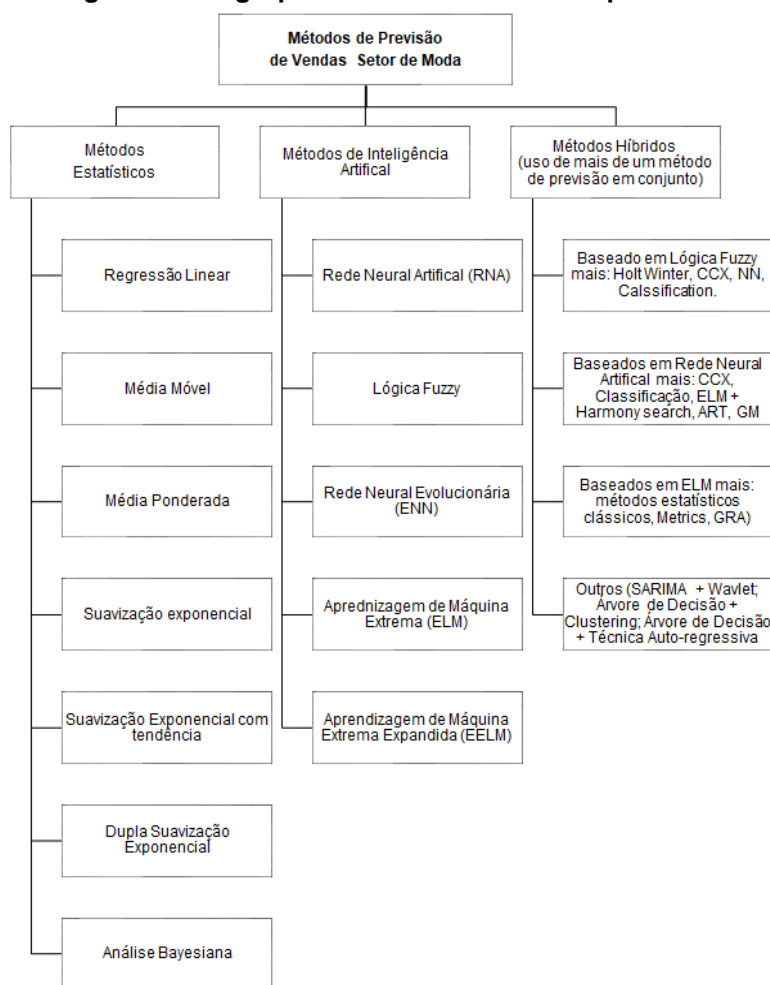 Métodos de Previsão
de Vendas Setor de Moda
Métodos
Estatísticos
Métodos de Inteligência
Artifical
Métodos Híbridos
(uso de mais de um método
de previsão em conjunto)
Regressão Linear
Média Móvel
Média Ponderada
Suavização exponencial
Suavização Exponencial com
tendência
Dupla Suavização
Exponencial
Análise Bayesiana
Rede Neural Artifical (RNA)
Lógica Fuzzy
Rede Neural Evolucionária
(ENN)
Aprednizagem de Máquina
Extrema (ELM)
Aprendizagem de Máquina
Extrema Expandida (EELM)
Baseado em Lógica Fuzzy
mais: Holt Winter, CCX, NN,
Calssification.
Baseados em Rede Neural
Artifical mais: CCX,
Classificação, ELM +
Harmony search, ART, GM
Baseados em ELM mais:
métodos estatísticos
clássicos, Metrics, GRA)
Outros (SARIMA + Wavlet;
Árvore de Decisão +
Clustering; Árvore de Decisão
+ Técnica Auto-regressiva